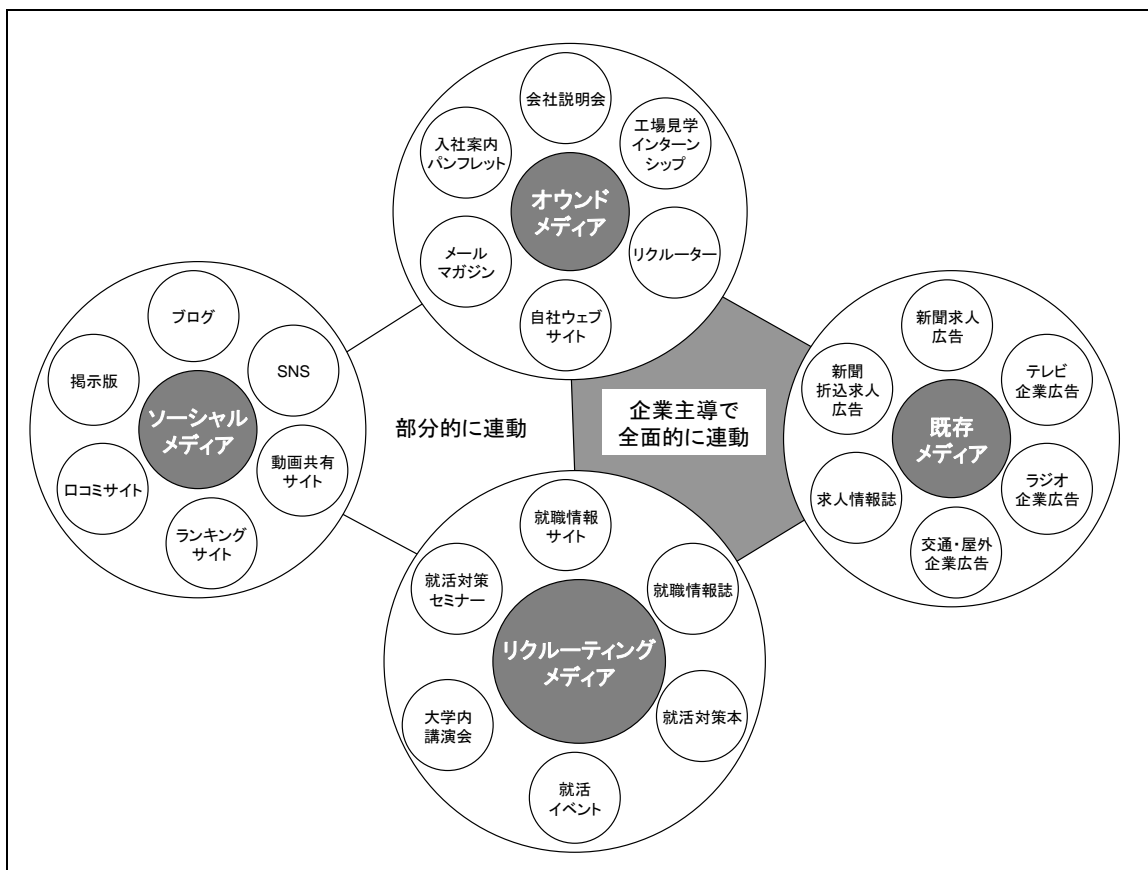 会社説明会
工場見学
インターン
シップ
入社案内
パンフレット
オウンド
メディア
リクルーター
メール
マガジン
自社ウェブ
サイト
ブログ
SNS
掲示版
ソーシャル
メディア
動画共有
サイト
口コミサイト
ランキング
サイト
部分的に連動
企業主導で
全面的に連動
新聞求人
広告
テレビ
企業広告
新聞
折込求人
広告
既存
メディア
ラジオ
企業広告
求人情報誌
交通・屋外
企業広告
就職情報
サイト
就活対策
セミナー
就職情報誌
リクルーティング
メディア
大学内
講演会
就活対策本
就活
イベント